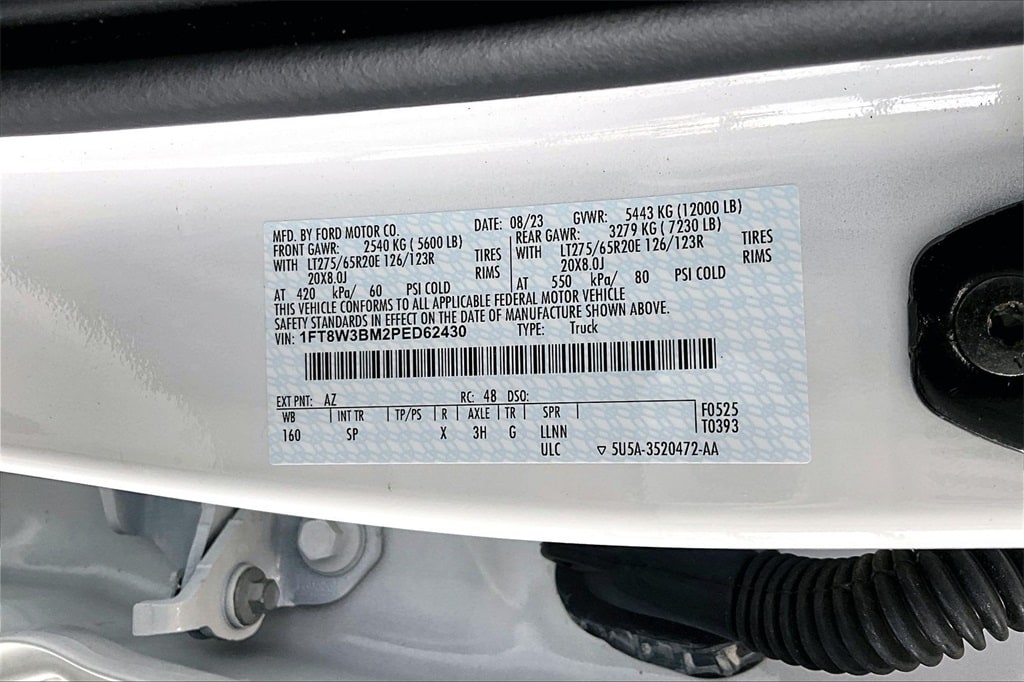 MFD. BY FORD MOTOR CO. DATE: 08/23 GVWR: 5443 KG (12000 LB)
FRONT GAWR: 2540 KG ( 5600 LB) REAR GAWR: 3279 KG ( 7230 LB)
WITH LT275/65R20E 126/123R TIRES WITH LT275/65R20E 126/123R TIRES
20X8.0J RIMS 20X8.0J RIMS
AT 420 kPa/ 60 PSI COLD AT 550 kPa/ 80 PSI COLD
THIS VEHICLE CONFORMS TO ALL APPLICABLE FEDERAL MOTOR VEHICLE
SAFETY STANDARDS IN EFFECT ON THE DATE OF MANUFACTURE SHOWN ABOVE.
VIN: 1FT8W3BM2PED62430 TYPE: Truck
EXT PNT: AZ RC: 48 DSO:
WB INT TR TP/PS R AXLE TR SPR F0525
160 SP X 3H G LLNN T0393
ULC ▽ 5U5A-3520472-AA